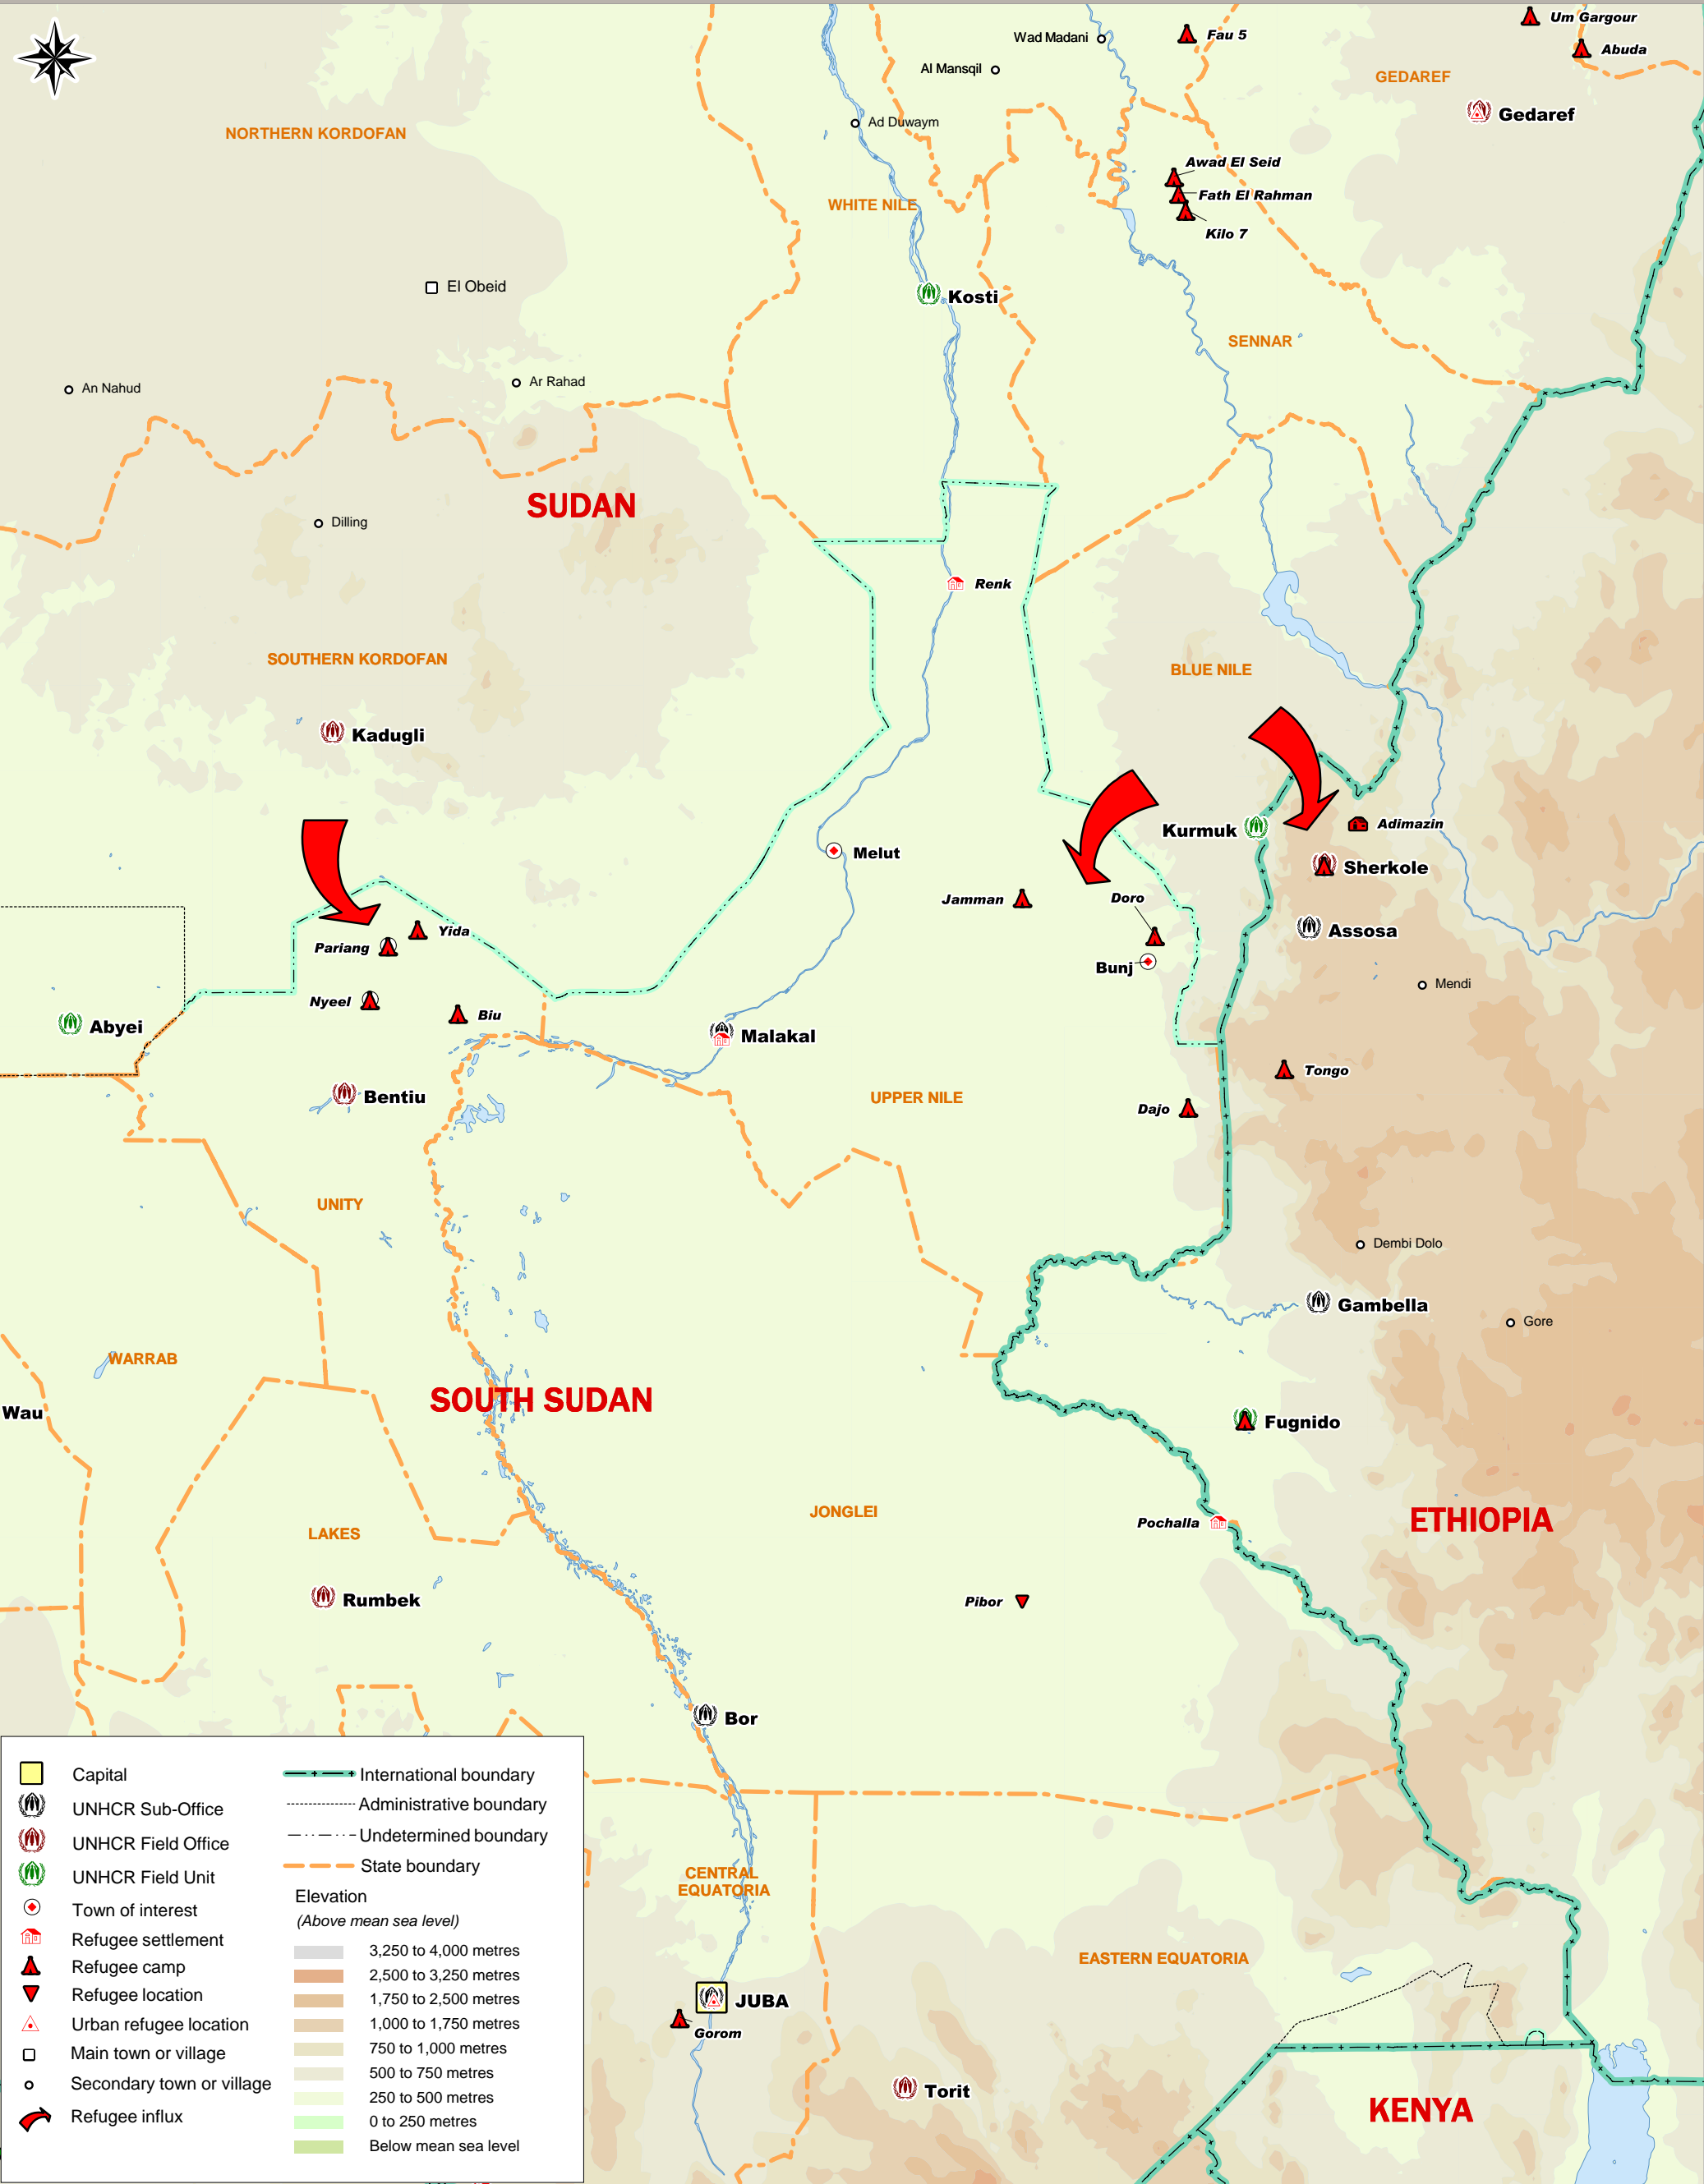 Um Gargour
Fau 5
Wad Madani
Abuda
Al Mansqil
GEDAREF
Gedaref
Ad Duwaym
NORTHERN KORDOFAN
Awad El Seid
Fath El Rahman
WHITE NILE
Kilo 7
El Obeid
Kosti
SENNAR
Ar Rahad
An Nahud
SUDAN
Dilling
Renk
SOUTHERN KORDOFAN
BLUE NILE
Kadugli
Adimazin
Kurmuk
Melut
Sherkole
Jamman
Doro
Yida
Assosa
Pariang
Bunj
Mendi
Nyeel
Biu
Abyei
Malakal
Tongo
Bentiu
UPPER NILE
Dajo
UNITY
Dembi Dolo
Gambella
Gore
WARRAB
SOUTH SUDAN
Wau
Fugnido
JONGLEI
ETHIOPIA
Pochalla
LAKES
Rumbek
Pibor
Bor
CENTRAL
EQUATORIA
EASTERN EQUATORIA
JUBA
Gorom
Torit
KENYA
Capital
UNHCR Sub-Office
UNHCR Field Office
UNHCR Field Unit
Town of interest
Refugee settlement
Refugee camp
Refugee location
Urban refugee location
Main town or village
Secondary town or village
Refugee influx
International boundary
Administrative boundary
Undetermined boundary
State boundary
Elevation
(Above mean sea level)
3,250 to 4,000 metres
2,500 to 3,250 metres
1,750 to 2,500 metres
1,000 to 1,750 metres
750 to 1,000 metres
500 to 750 metres
250 to 500 metres
0 to 250 metres
Below mean sea level